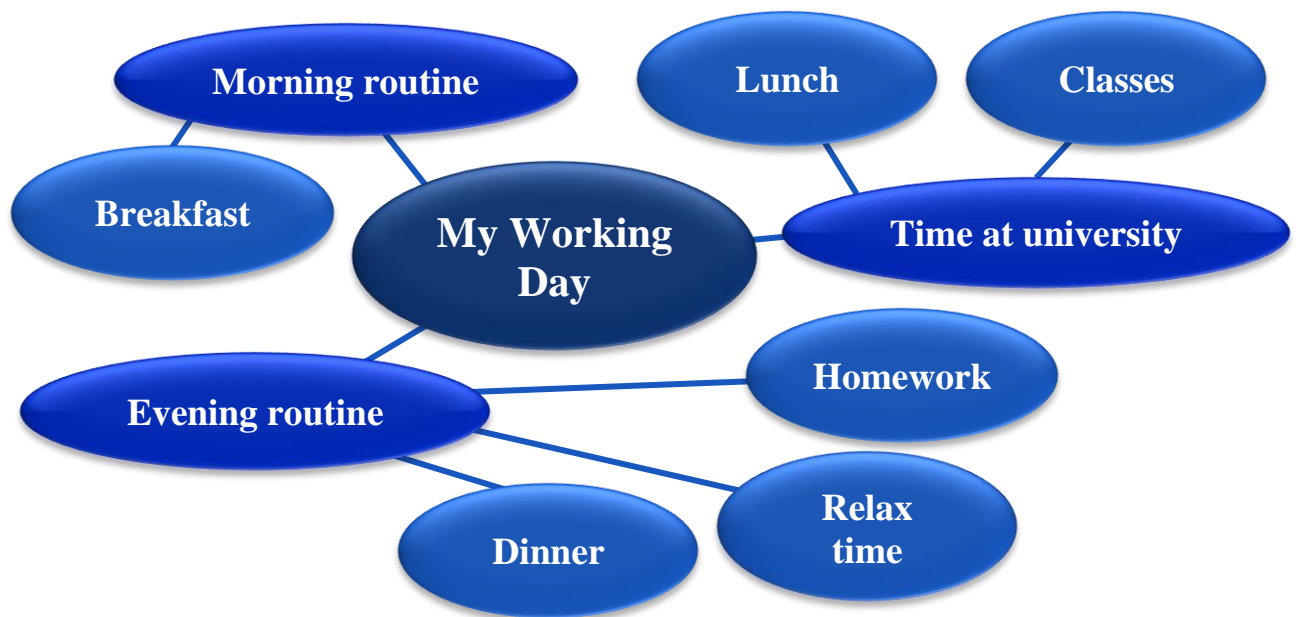 Morning routine
Lunch
Classes
Breakfast
My Working
Day
Time at university
Homework
Evening routine
Relax
time
Dinner